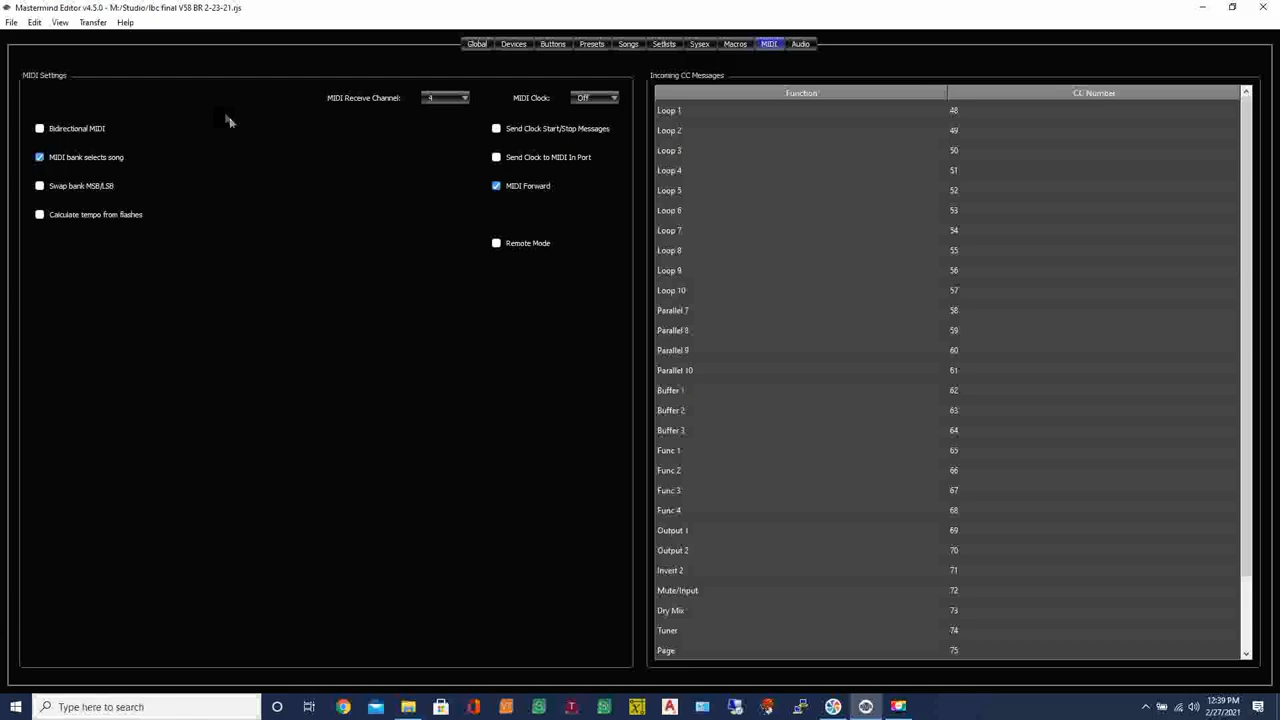 Mastermind Editor v4.5.0 - M:/Studio/lbc final VS8 BR 2-23-21.rjs
File Edit View Transfer Help
Global Devices Buttons Presets Songs Setlists Sysex Macros MIDI Audio
MIDI Settings
MIDI Receive Channel: 4 MIDI Clock: Off
Bidirectional MIDI Send Clock Start/Stop Messages
MIDI bank selects song Send Clock to MIDI In Port
Swap bank MSB/LSB MIDI Forward
Calculate tempo from flashes
Remote Mode
Incoming CC Messages
Function CC Number
Loop 1 48
Loop 2 49
Loop 3 50
Loop 4 51
Loop 5 52
Loop 6 53
Loop 7 54
Loop 8 55
Loop 9 56
Loop 10 57
Parallel 7 58
Parallel 8 59
Parallel 9 60
Parallel 10 61
Buffer 1 62
Buffer 2 63
Buffer 3 64
Func 1 65
Func 2 66
Func 3 67
Func 4 68
Output 1 69
Output 2 70
Invert 2 71
Mute/Input 72
Dry Mix 73
Tuner 74
Page 75
Type here to search
12:39 PM
2/27/2021